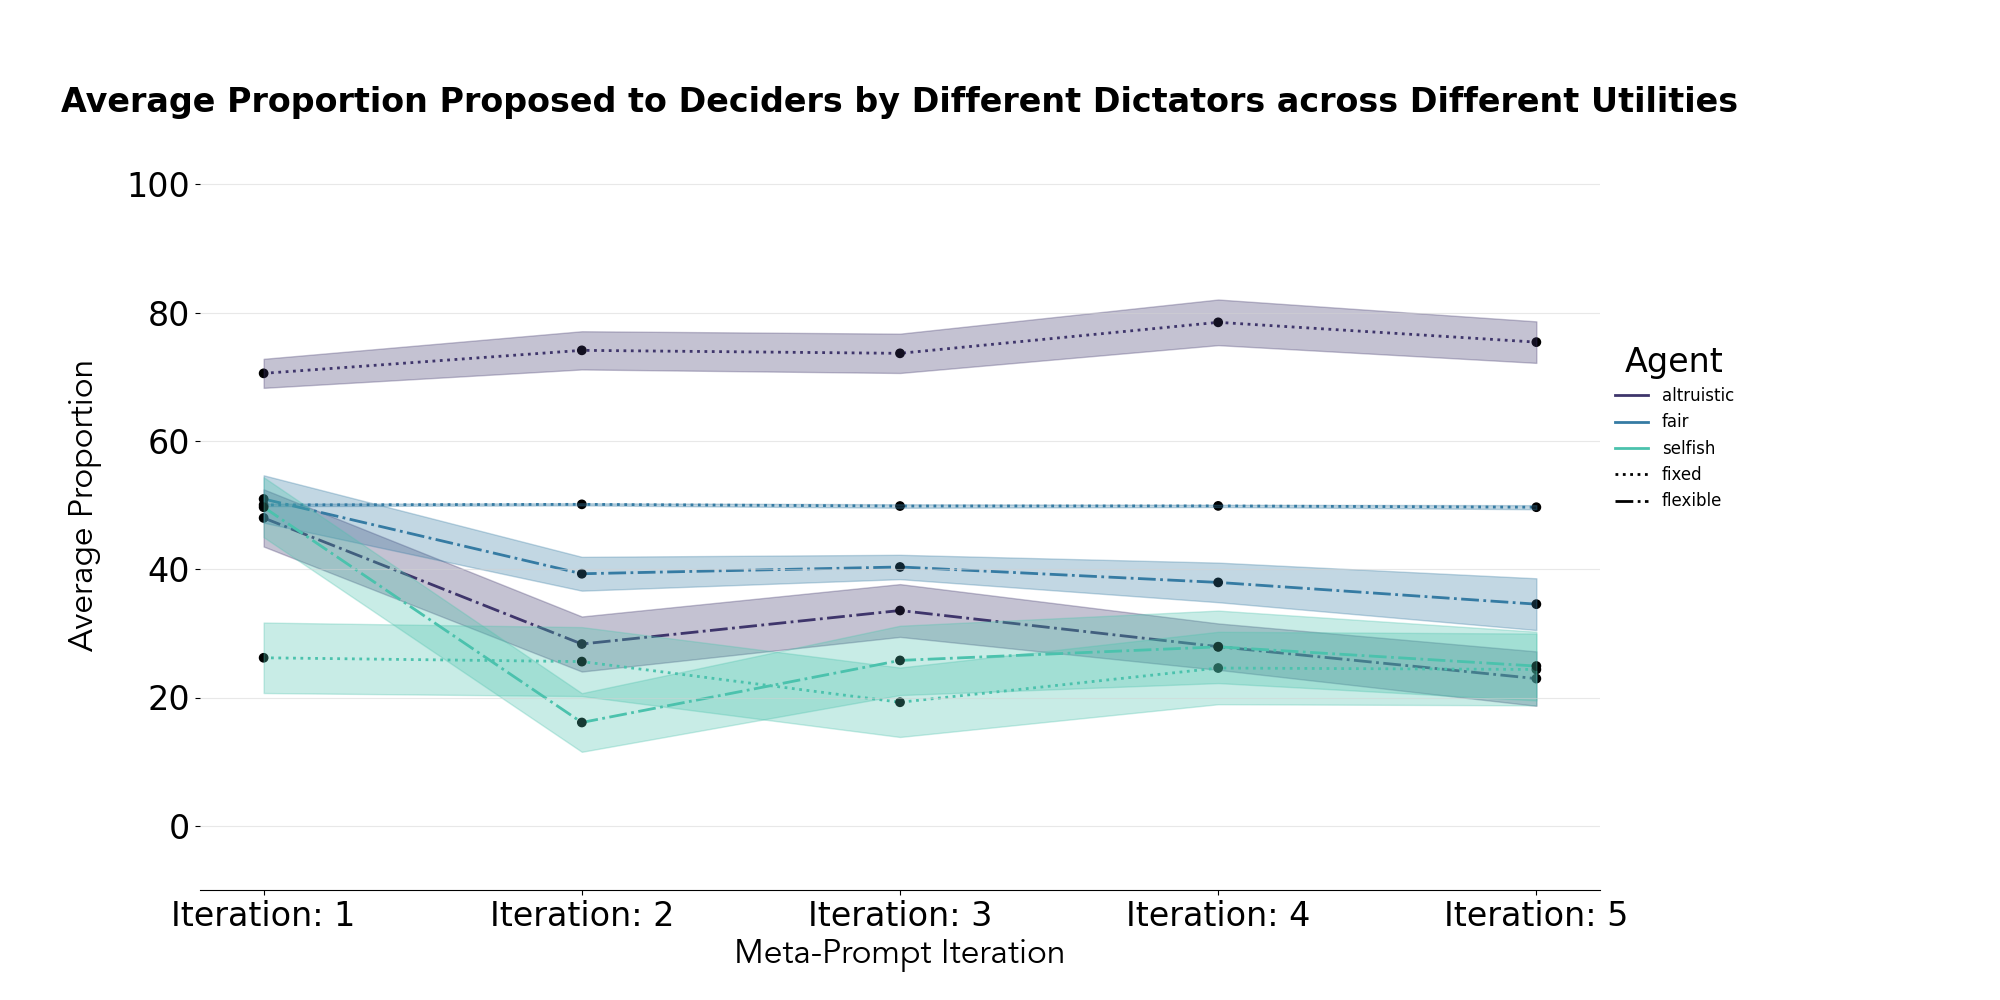 Average Proportion Proposed to Deciders by Different Dictators across Different Utilities
100
80
60
40
20
0
Average Proportion
Iteration: 1
Iteration: 2
Iteration: 3
Iteration: 4
Iteration: 5
Meta-Prompt Iteration
Agent
altruistic
fair
selfish
fixed
flexible